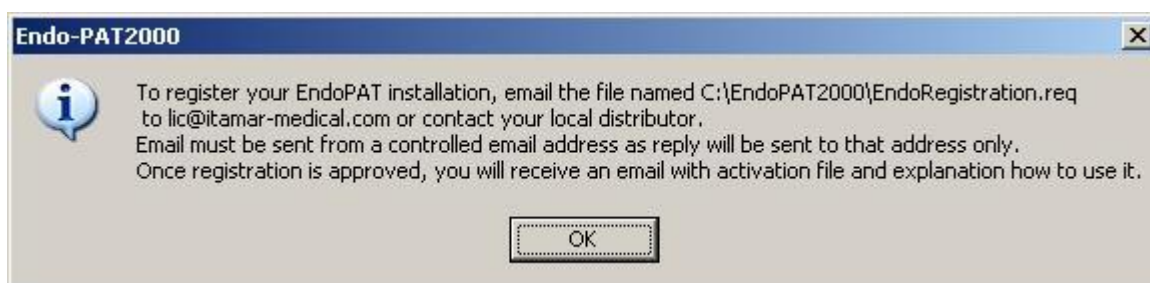 Endo-PAT2000
To register your EndoPAT installation, email the file named C:\EndoPAT2000\EndoRegistration.req
to lic@itamar-medical.com or contact your local distributor.
Email must be sent from a controlled email address as reply will be sent to that address only.
Once registration is approved, you will receive an email with activation file and explanation how to use it.
OK